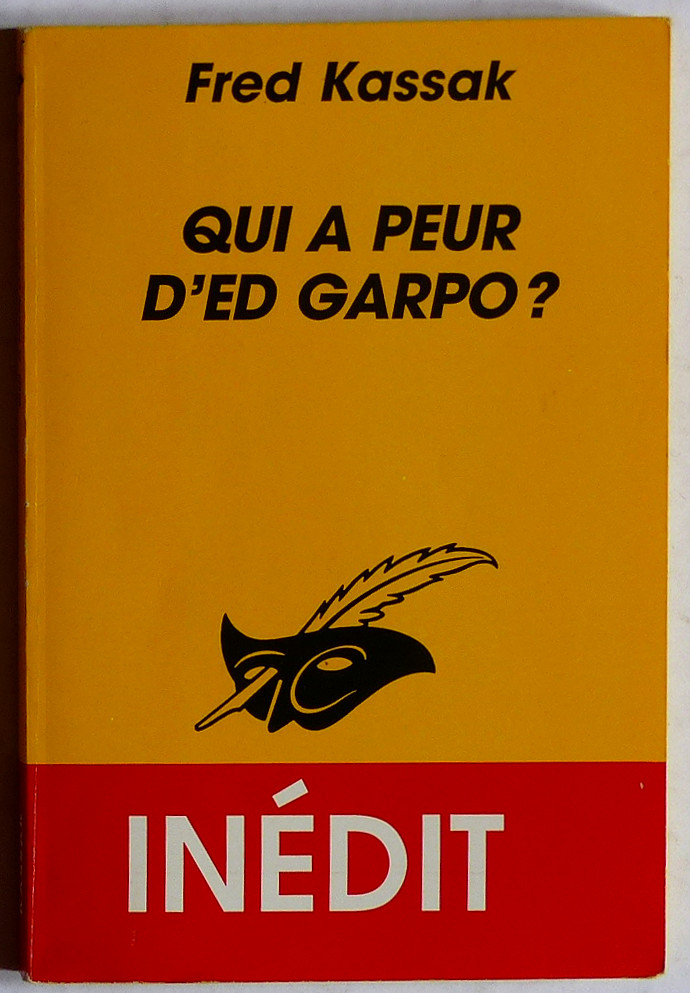 Fred Kassak
QUI A PEUR
D'ED GARPO?
INÉDIT